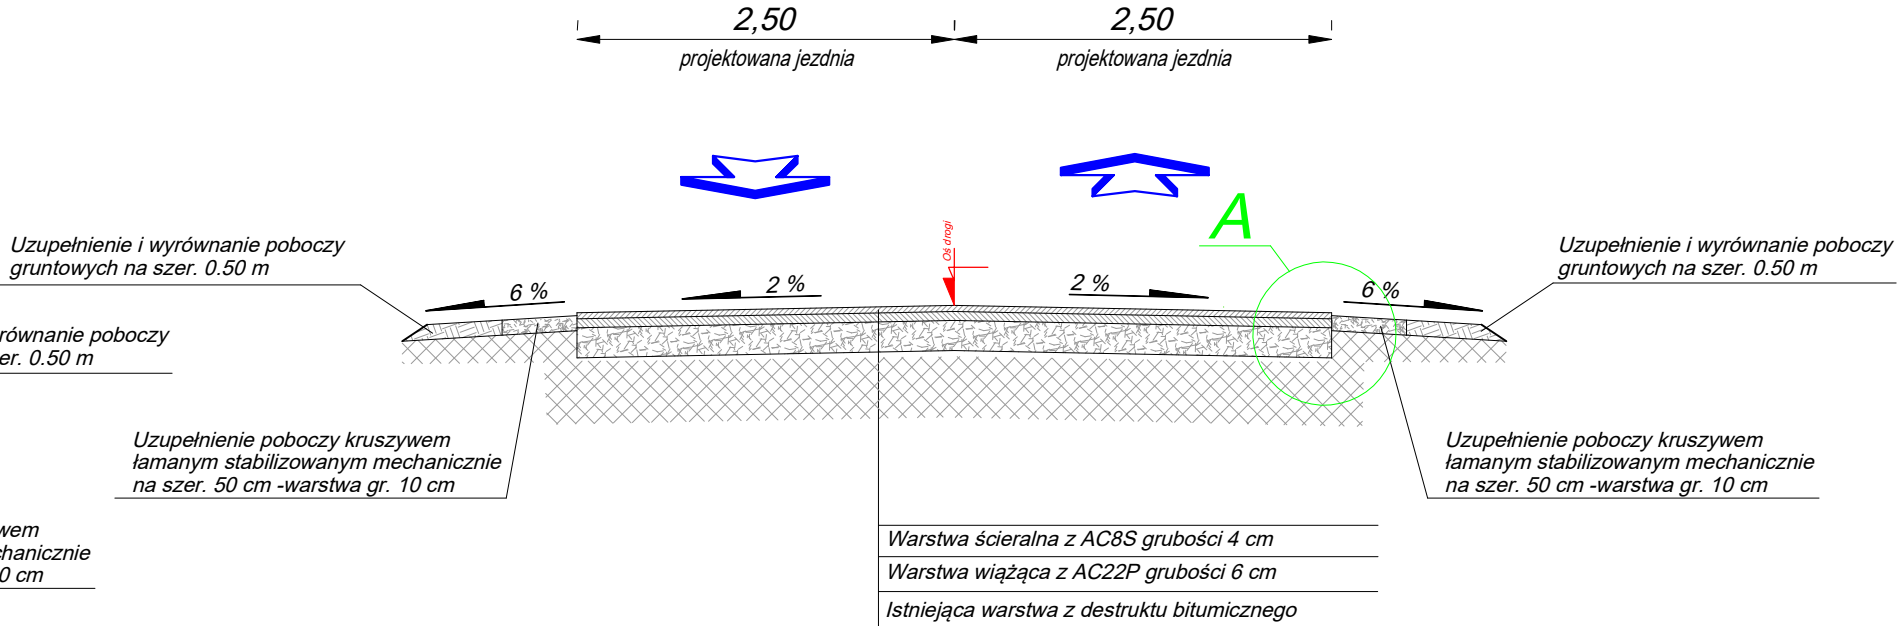 2,50
2,50
projektowana jezdnia
projektowana jezdnia
A
Oś drogi
Uzupełnienie i wyrównanie poboczy
gruntowych na szer. 0.50 m
Uzupełnienie i wyrównanie poboczy
gruntowych na szer. 0.50 m
6 %
2 %
2 %
6 %
równanie poboczy
er. 0.50 m
Uzupełnienie poboczy kruszywem
łamanym stabilizowanym mechanicznie
na szer. 50 cm -warstwa gr. 10 cm
Uzupełnienie poboczy kruszywem
łamanym stabilizowanym mechanicznie
na szer. 50 cm -warstwa gr. 10 cm
wem
chanicznie
0 cm
Warstwa ścieralna z AC8S grubości 4 cm
Warstwa wiążąca z AC22P grubości 6 cm
Istniejąca warstwa z destruktu bitumicznego